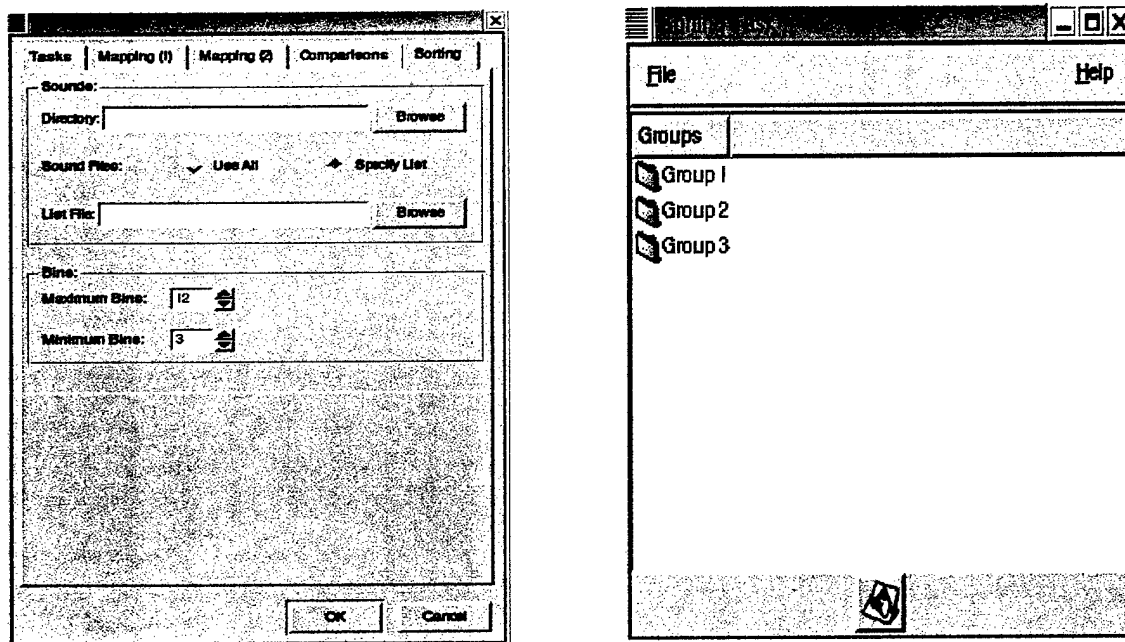 Tasks Mapping (1) Mapping (2) Comparisons Sorting
Sounds:
Directory: Browse
Sound Files: Use All Specify List
List File: Browse
Bins:
Maximum Bins: 12
Minimum Bins: 3
OK Cancel
File Help
Groups
Group 1
Group 2
Group 3